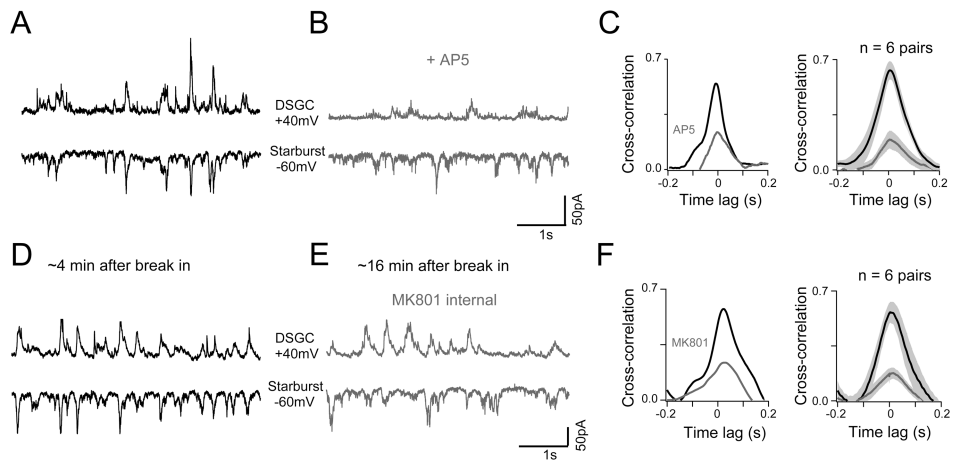 A
B
+ AP5
DSGC
+40mV
Starburst
-60mV
50pA
1s
C
n = 6 pairs
Cross-correlation
0.7
0.0
AP5
-0.2
0
0.2
Time lag (s)
Cross-correlation
0.7
0.0
-0.2
0
0.2
Time lag (s)
D
~4 min after break in
E
~16 min after break in
MK801 internal
DSGC
+40mV
Starburst
-60mV
50pA
1s
F
n = 6 pairs
Cross-correlation
0.7
0.0
MK801
-0.2
0
0.2
Time lag (s)
Cross-correlation
0.7
0.0
-0.2
0
0.2
Time lag (s)